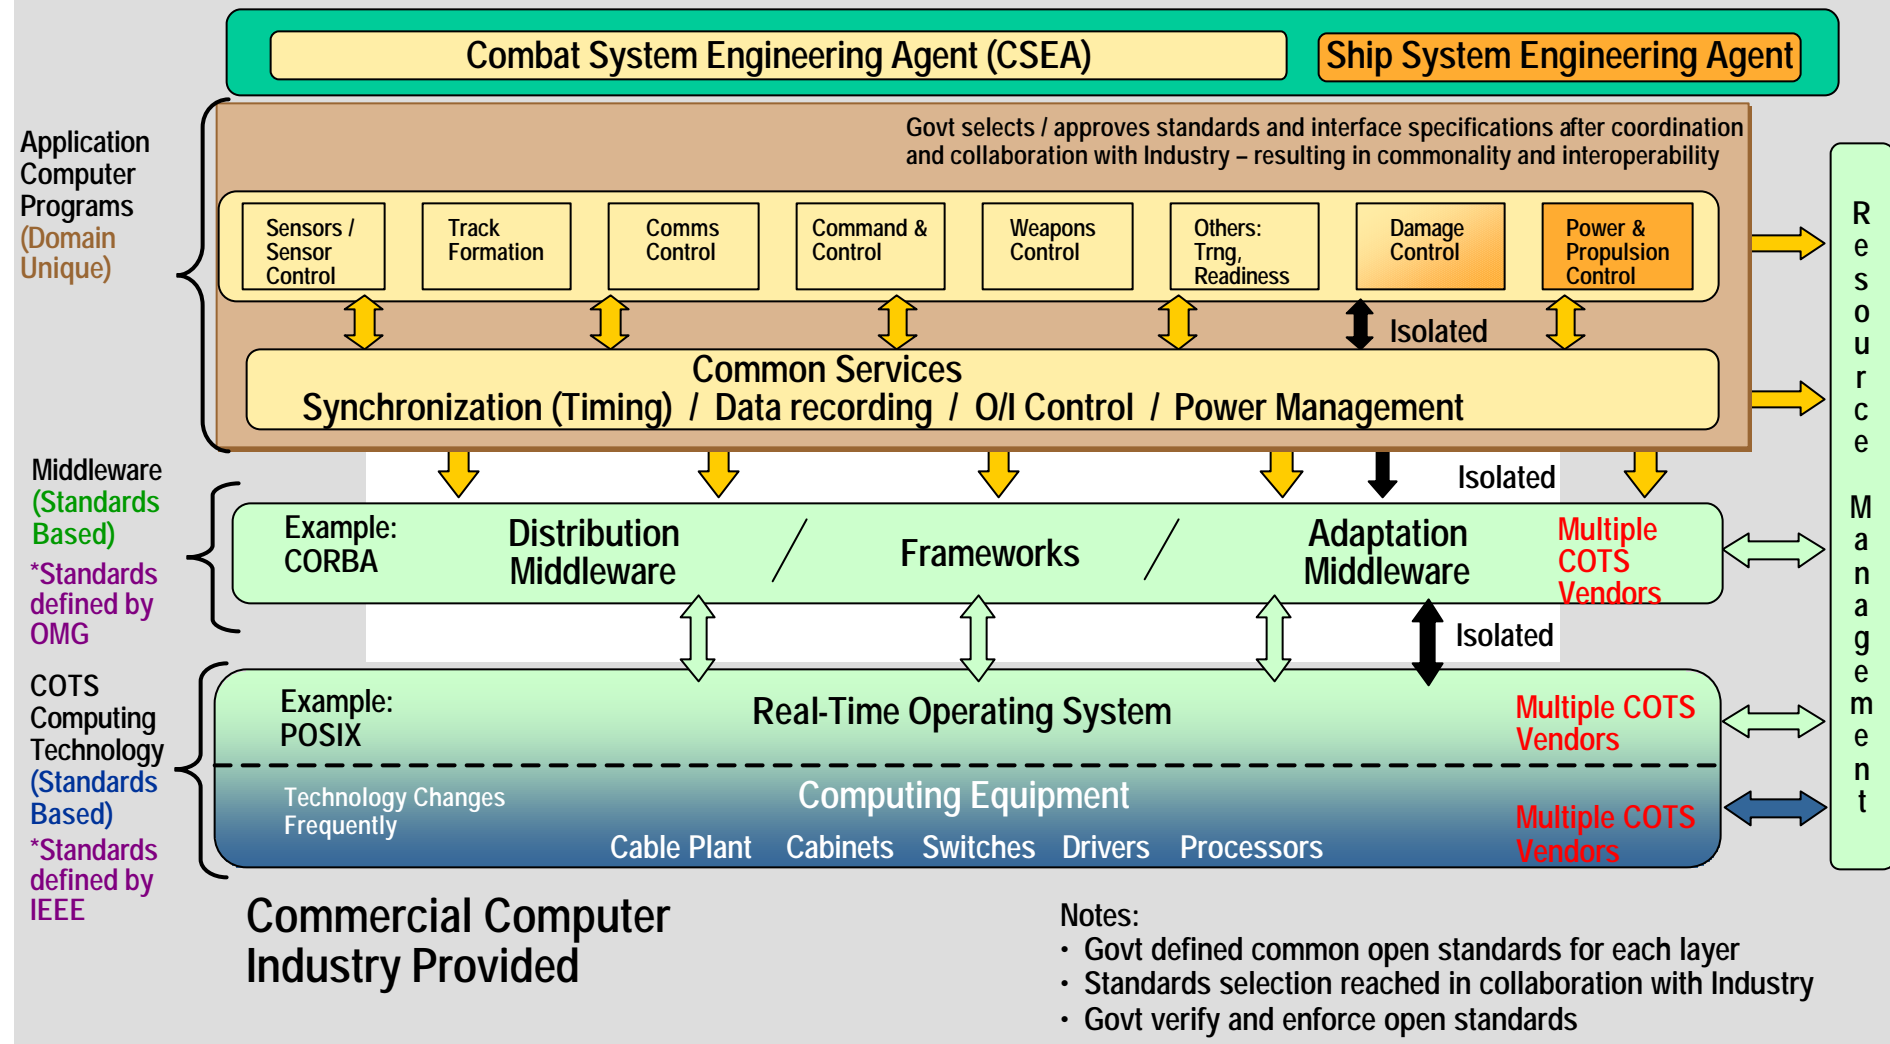 Combat System Engineering Agent (CSEA)
Ship System Engineering Agent
Application
Computer
Programs
(Domain
Unique)
Govt selects / approves standards and interface specifications after coordination
and collaboration with Industry – resulting in commonality and interoperability
Sensors /
Sensor
Control
Track
Formation
Comms
Control
Command &
Control
Weapons
Control
Others:
Trng,
Readiness
Damage
Control
Power &
Propulsion
Control
Isolated
Common Services
Synchronization (Timing) / Data recording / O/I Control / Power Management
Resource Management
Middleware
(Standards
Based)
*Standards
defined by
OMG
Isolated
Example:
CORBA
Distribution
Middleware
/
Frameworks
/
Adaptation
Middleware
Multiple
COTS
Vendors
Isolated
COTS
Computing
Technology
(Standards
Based)
*Standards
defined by
IEEE
Example:
POSIX
Real-Time Operating System
Multiple COTS
Vendors
Technology Changes
Frequently
Computing Equipment
Cable Plant Cabinets Switches Drivers Processors
Multiple COTS
Vendors
Commercial Computer
Industry Provided
Notes:
• Govt defined common open standards for each layer
• Standards selection reached in collaboration with Industry
• Govt verify and enforce open standards